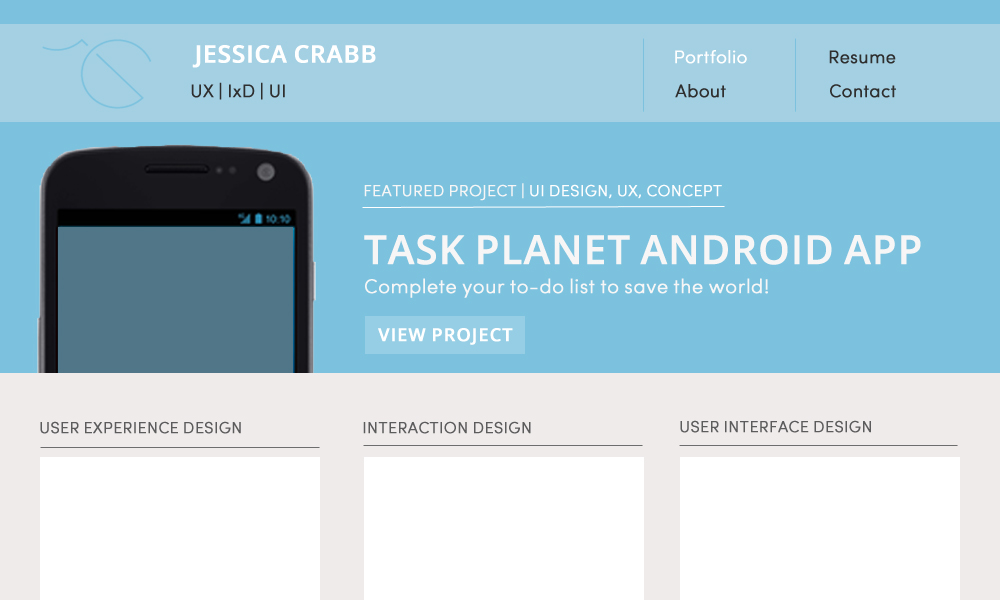 JESSICA CRABB
UX | IxD | UI
Portfolio
Resume
About
Contact
10:10
FEATURED PROJECT | UI DESIGN, UX, CONCEPT
TASK PLANET ANDROID APP
Complete your to-do list to save the world!
VIEW PROJECT
USER EXPERIENCE DESIGN
INTERACTION DESIGN
USER INTERFACE DESIGN